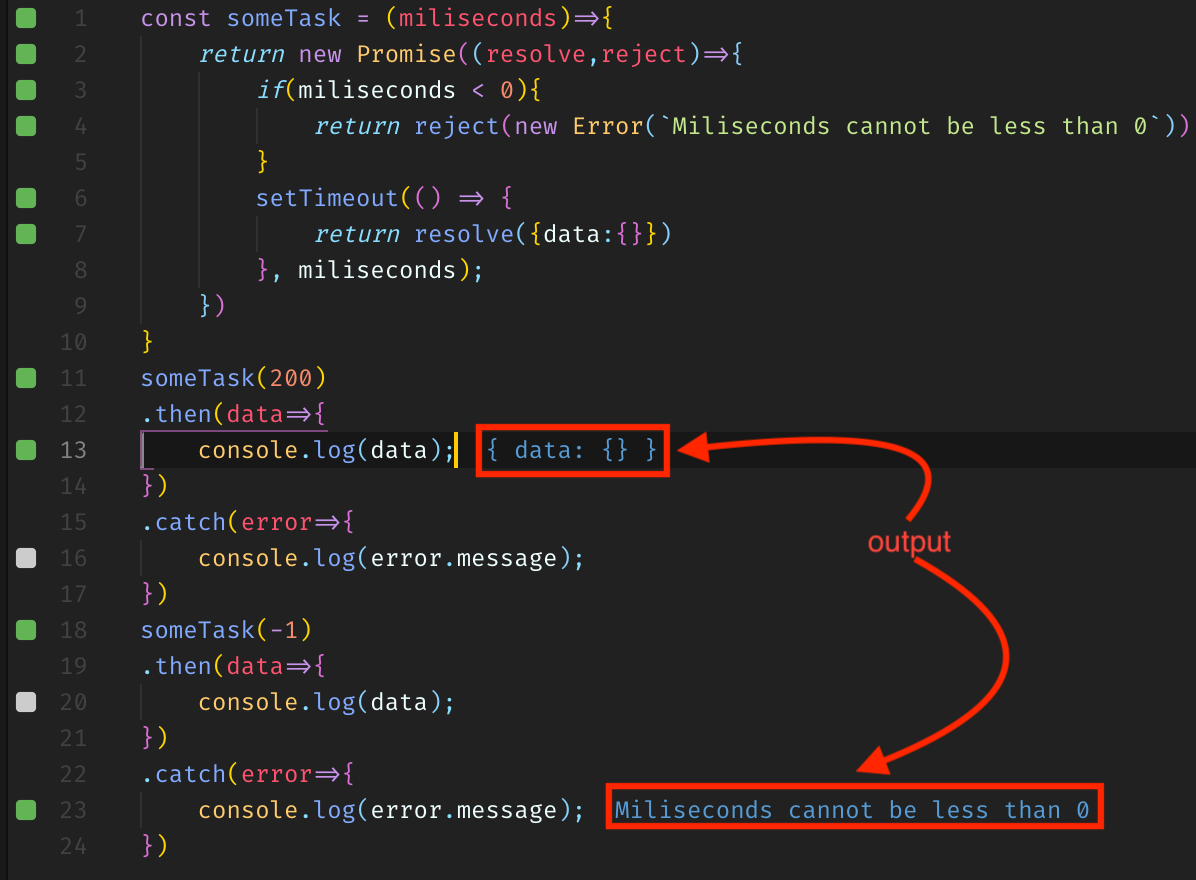 1 const someTask = (miliseconds)=>{
2 return new Promise((resolve,reject)=>{
3 if(miliseconds < 0){
4 return reject(new Error(`Miliseconds cannot be less than 0`))
5 }
6 setTimeout(() => {
7 return resolve({data:{}})
8 }, miliseconds);
9 })
10 }
11 someTask(200)
12 .then(data=>{
13 console.log(data); { data: {} }
14 })
15 .catch(error=>{
output
16 console.log(error.message);
17 })
18 someTask(-1)
19 .then(data=>{
20 console.log(data);
21 })
22 .catch(error=>{
23 console.log(error.message); Miliseconds cannot be less than 0
24 })